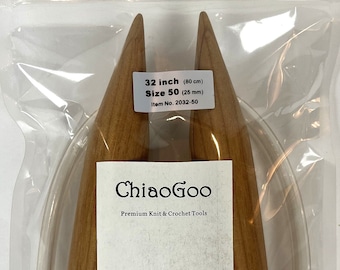 32 inch (80 cm)
Size 50 (25 mm)
Item No. 2032-50
ChiaoGoo
Premium Knit & Crochet Tools